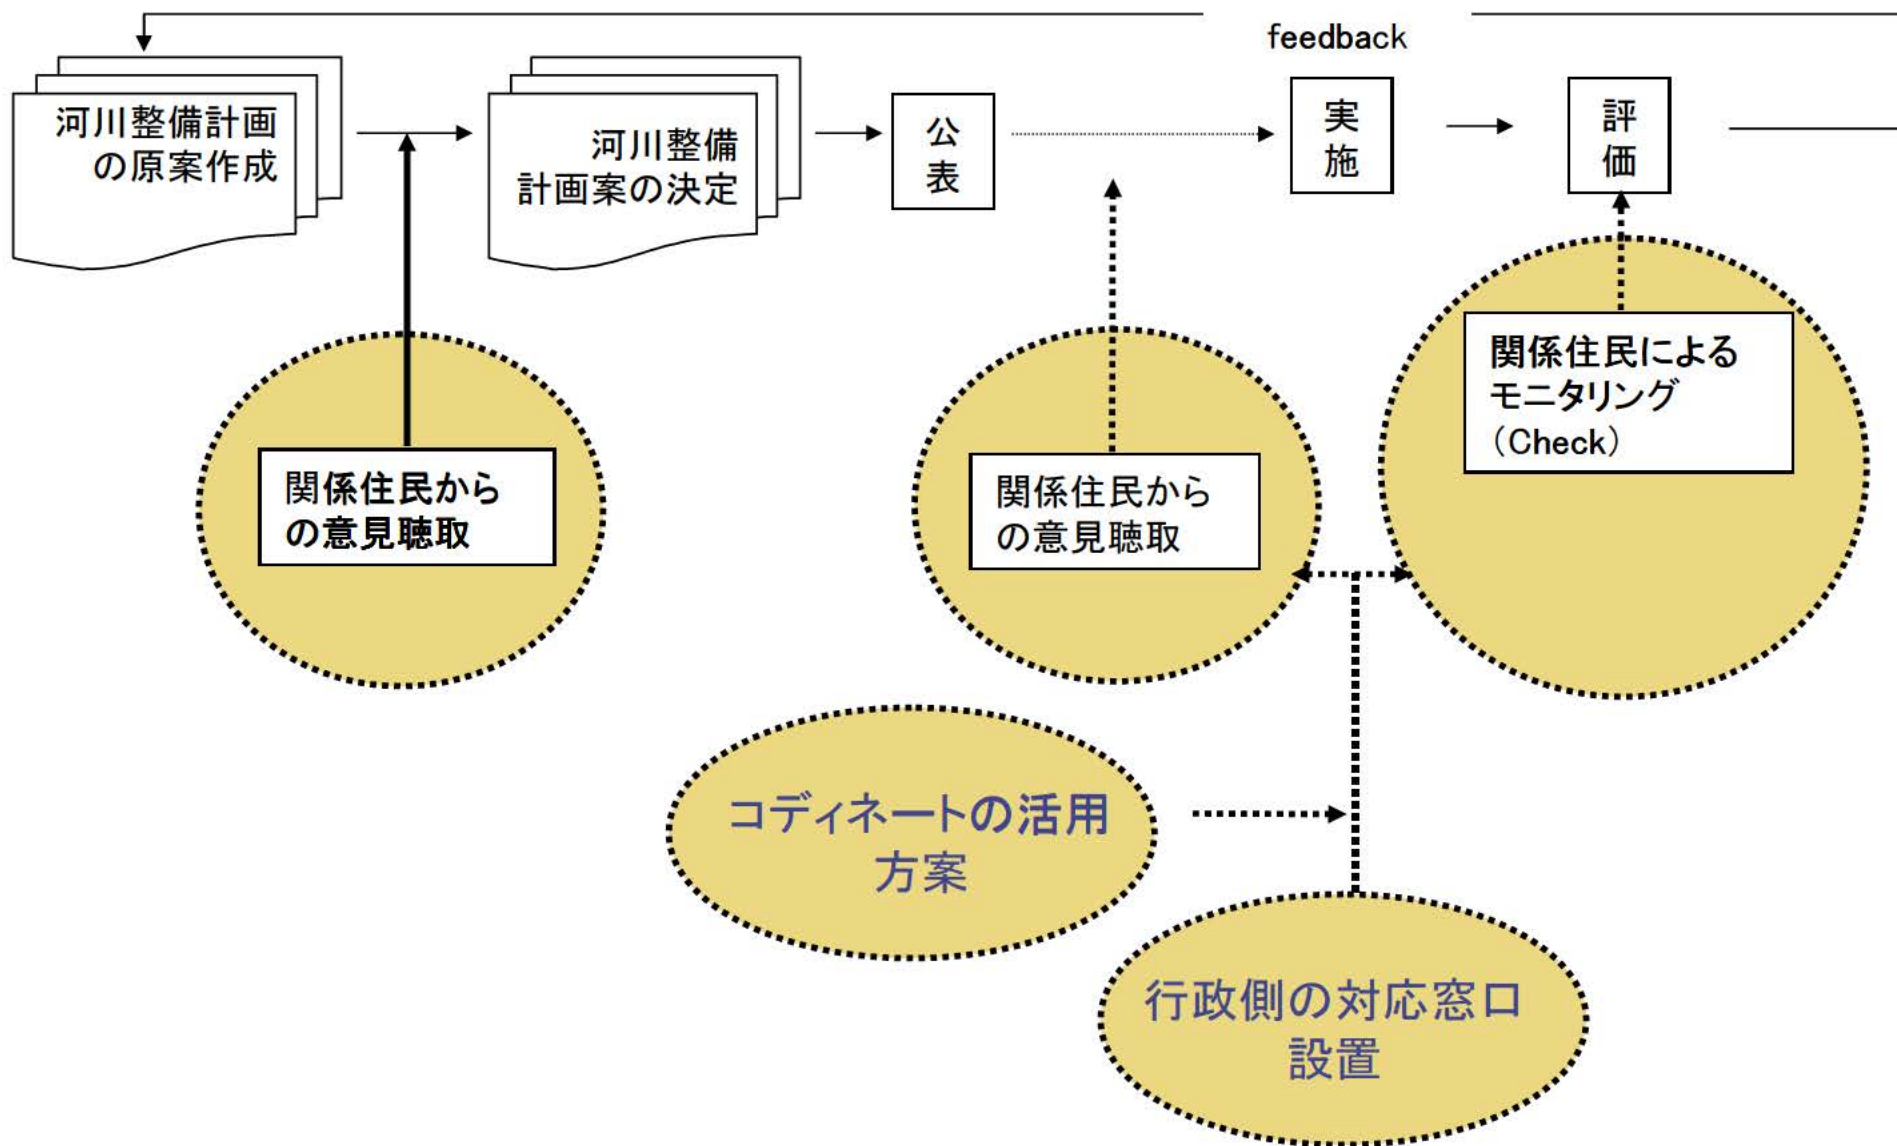 feedback
河川整備計画
の原案作成
河川整備
計画案の決定
公
表
実
施
評
価
関係住民から
の意見聴取
関係住民から
の意見聴取
関係住民による
モニタリング
（Check）
コディネートの活用
方案
行政側の対応窓口
設置